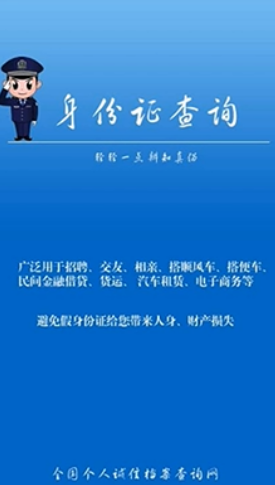 身份证查询
轻轻一点辨知真伪
广泛用于招聘、交友、相亲、搭顺风车、搭便车、
民间金融借贷、货运、汽车租赁、电子商务等
避免假身份证给您带来人身、财产损失
全国个人诚信档案查询网